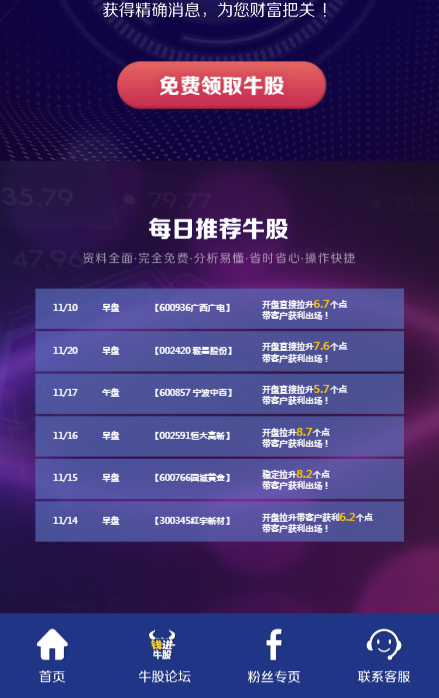 获得精确消息，为您财富把关！
免费领取牛股
35.79
79.77
47.96
每日推荐牛股
资料全面·完全免费·分析易懂·省时省心·操作快捷
11/10 早盘 【600936广西广电】 开盘直接拉升6.7个点
带客户获利出场！
11/20 早盘 【002420 毅昌股份】 开盘直接拉升7.6个点
带客户获利出场！
11/17 午盘 【600857 宁波中百】 开盘直接拉升5.7个点
带客户获利出场！
11/16 早盘 【002591恒大高新】 开盘拉升8.7个点
带客户获利出场！
11/15 早盘 【600766园城黄金】 稳定拉升8.2个点
带客户获利出场！
11/14 早盘 【300345红宇新材】 开盘拉升带客户获利6.2个点
带客户获利出场！
钱进
牛股
首页 牛股论坛 粉丝专页 联系客服